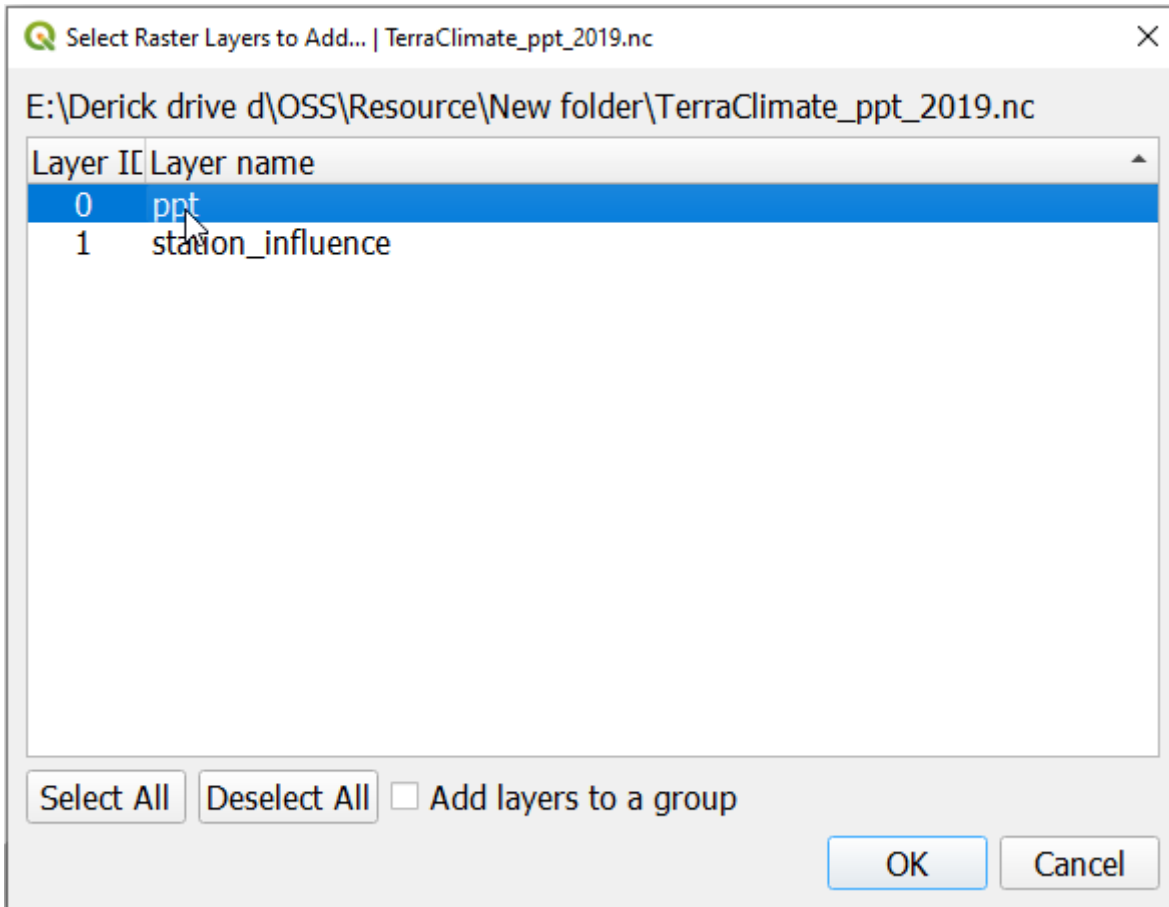 Select Raster Layers to Add... | TerraClimate_ppt_2019.nc
E:\Derick drive d\OSS\Resource\New folder\TerraClimate_ppt_2019.nc
Layer ID Layer name
0 ppt
1 station_influence
Select All Deselect All Add layers to a group
OK Cancel